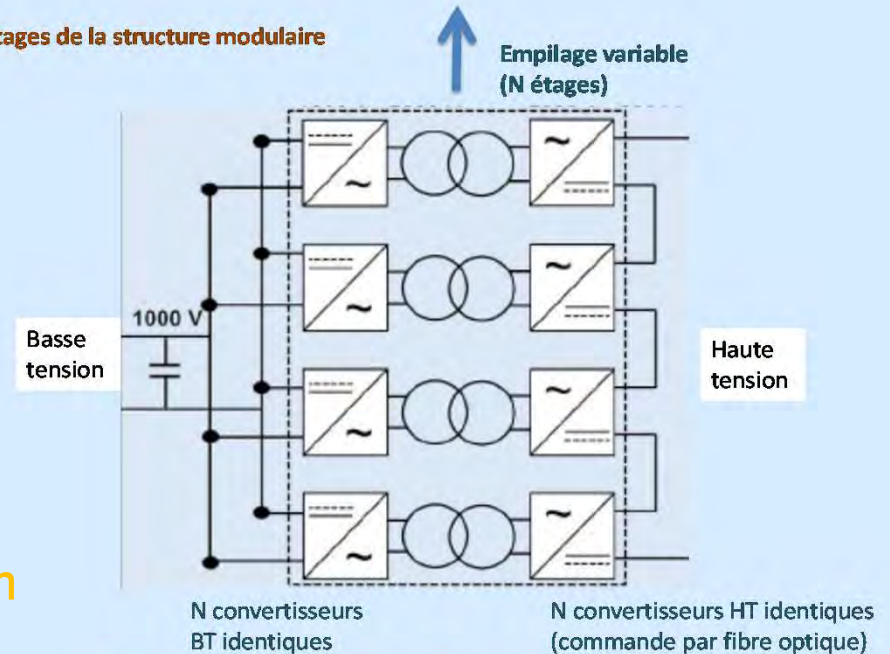 tages de la structure modulaire
Empilage variable
(N étages)
1000 V
Basse
tension
Haute
tension
n
N convertisseurs
BT identiques
N convertisseurs HT identiques
(commande par fibre optique)